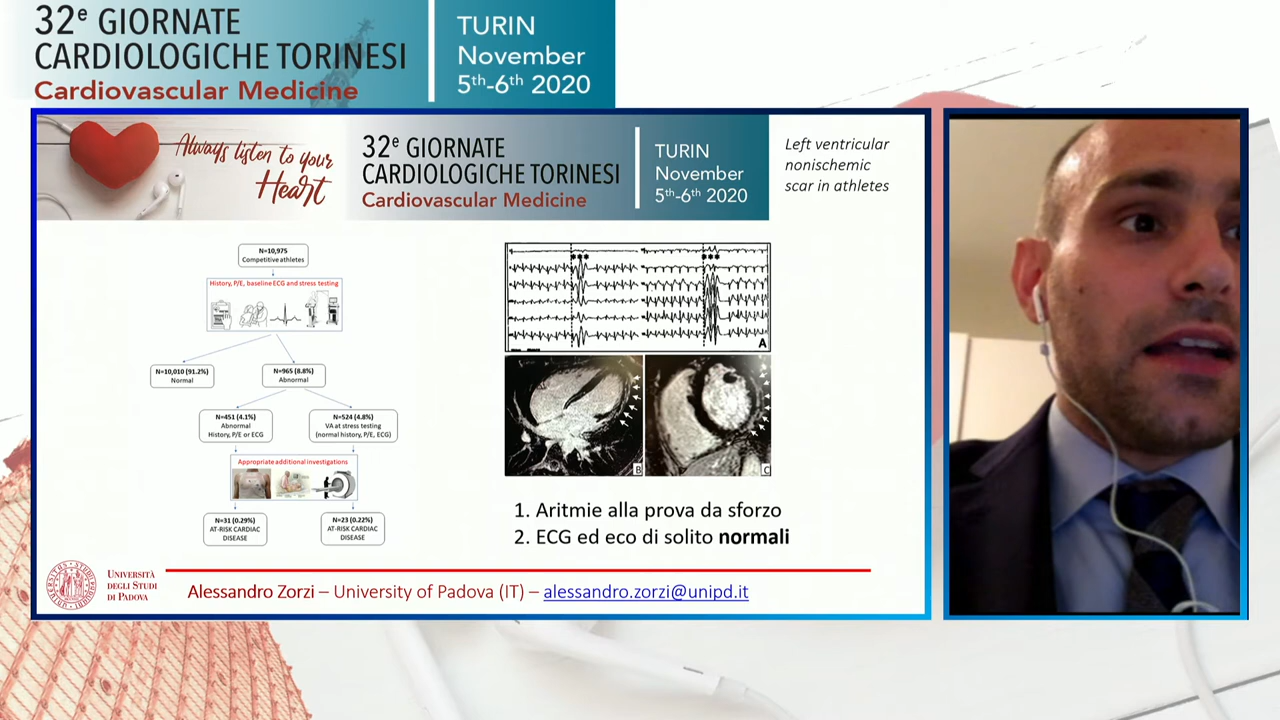 32e GIORNATE
CARDIOLOGICHE TORINESI
Cardiovascular Medicine
TURIN
November
5th-6th 2020
Always listen to your
Heart
32e GIORNATE
CARDIOLOGICHE TORINESI
Cardiovascular Medicine
TURIN
November
5th-6th 2020
Left ventricular
nonischemic
scar in athletes
N=10,975
Competitive athletes
History, P/E, baseline ECG and stress testing
N=10,010 (91.2%)
Normal
N=965 (8.8%)
Abnormal
N=451 (4.1%)
Abnormal
History, P/E or ECG
N=524 (4.8%)
VA at stress testing
(normal history, P/E, ECG)
Appropriate additional investigations
N=31 (0.29%)
AT-RISK CARDIAC
DISEASE
N=23 (0.22%)
AT-RISK CARDIAC
DISEASE
A
B
C
1. Aritmie alla prova da sforzo
2. ECG ed eco di solito normali
UNIVERSITÀ
DEGLI STUDI
DI PADOVA
Alessandro Zorzi – University of Padova (IT) – alessandro.zorzi@unipd.it